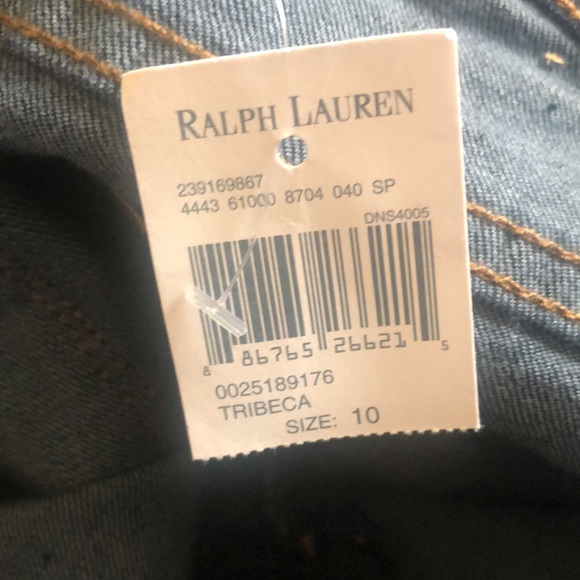 RALPH LAUREN
239169867
4443 61000 8704 040 SP
DNS4005
8 86765 26621 5
0025189176
TRIBECA
SIZE: 10